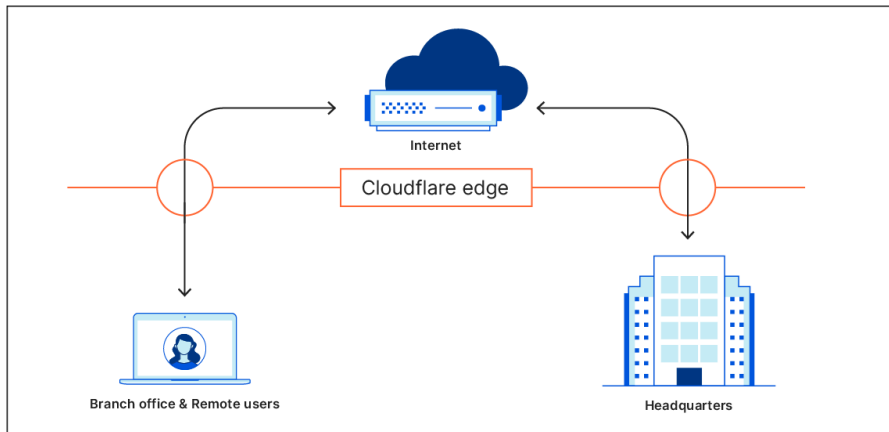 Internet
Cloudflare edge
Branch office & Remote users
Headquarters